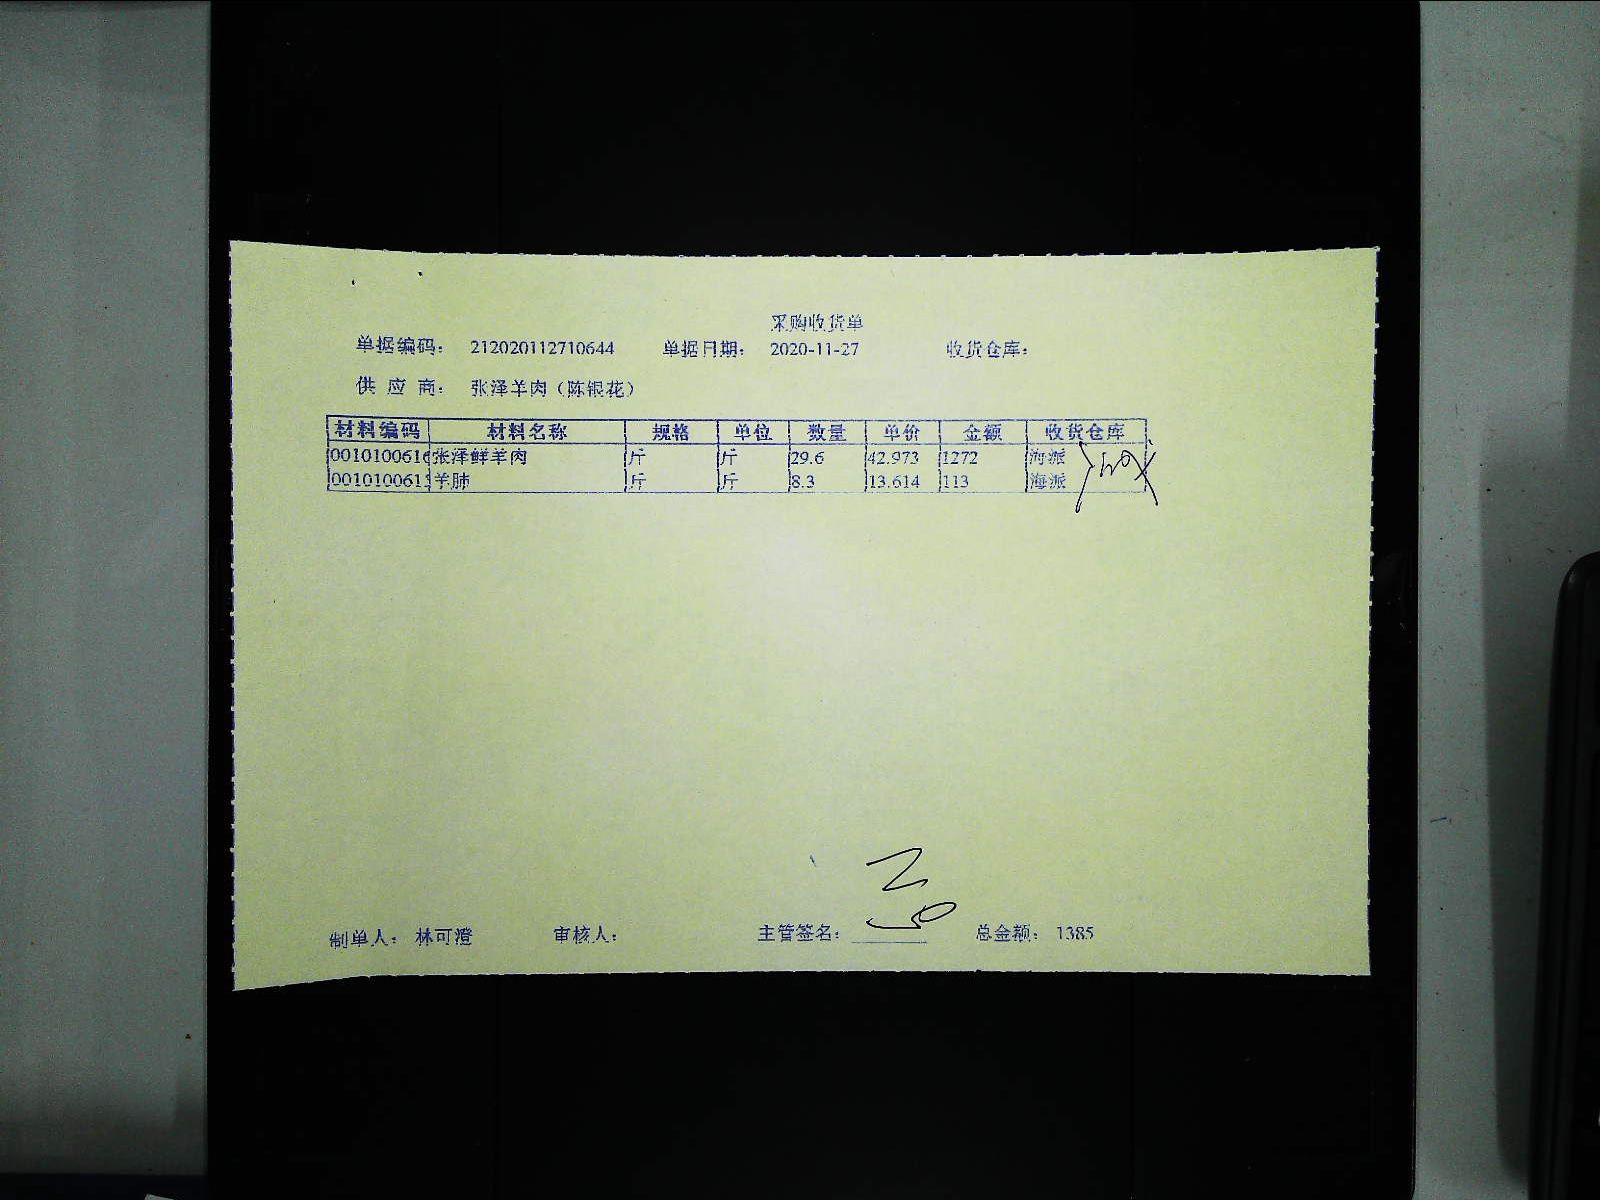 采购收货单
单据编码： 212020112710644 单据日期： 2020-11-27 收货仓库：
供 应 商： 张泽羊肉（陈银花）
材料编码 材料名称 规格 单位 数量 单价 金额 收货仓库
0010100616 张泽鲜羊肉 斤 斤 29.6 42.973 1272 海派
001010061 羊肺 斤 斤 8.3 13.614 113 海派
制单人： 林可澄 审核人： 主管签名： 总金额： 1385